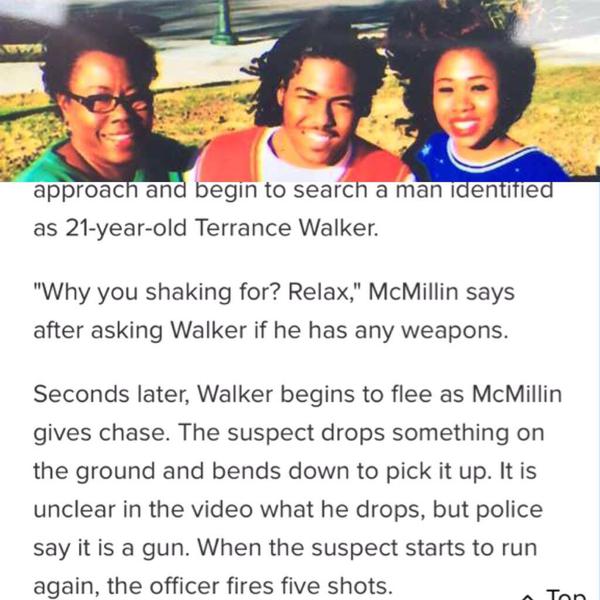 approach and begin to search a man identified
as 21-year-old Terrance Walker.
"Why you shaking for? Relax," McMillin says
after asking Walker if he has any weapons.
Seconds later, Walker begins to flee as McMillin
gives chase. The suspect drops something on
the ground and bends down to pick it up. It is
unclear in the video what he drops, but police
say it is a gun. When the suspect starts to run
again, the officer fires five shots.
Top